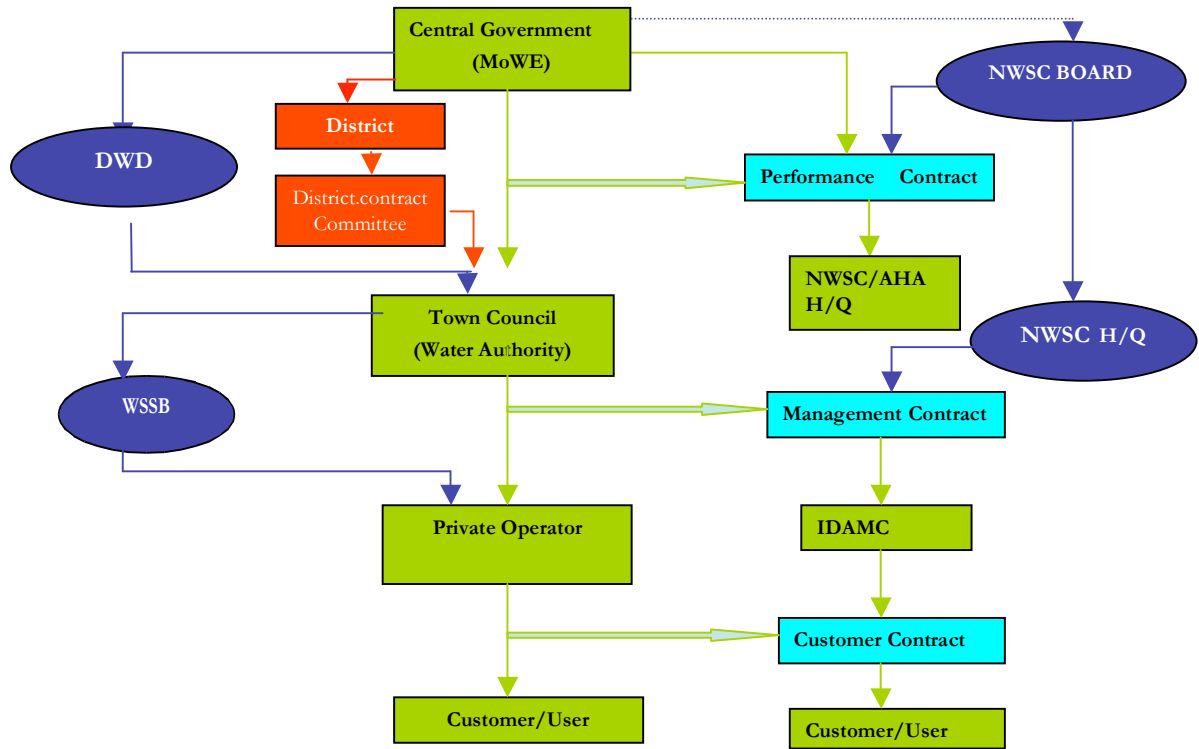 Central Government
(MoWE)
NWSC BOARD
District
DWD
Performance Contract
District.contract
Committee
NWSC/AHA
H/Q
Town Council
(Water Authority)
NWSC H/Q
WSSB
Management Contract
Private Operator
IDAMC
Customer Contract
Customer/User
Customer/User